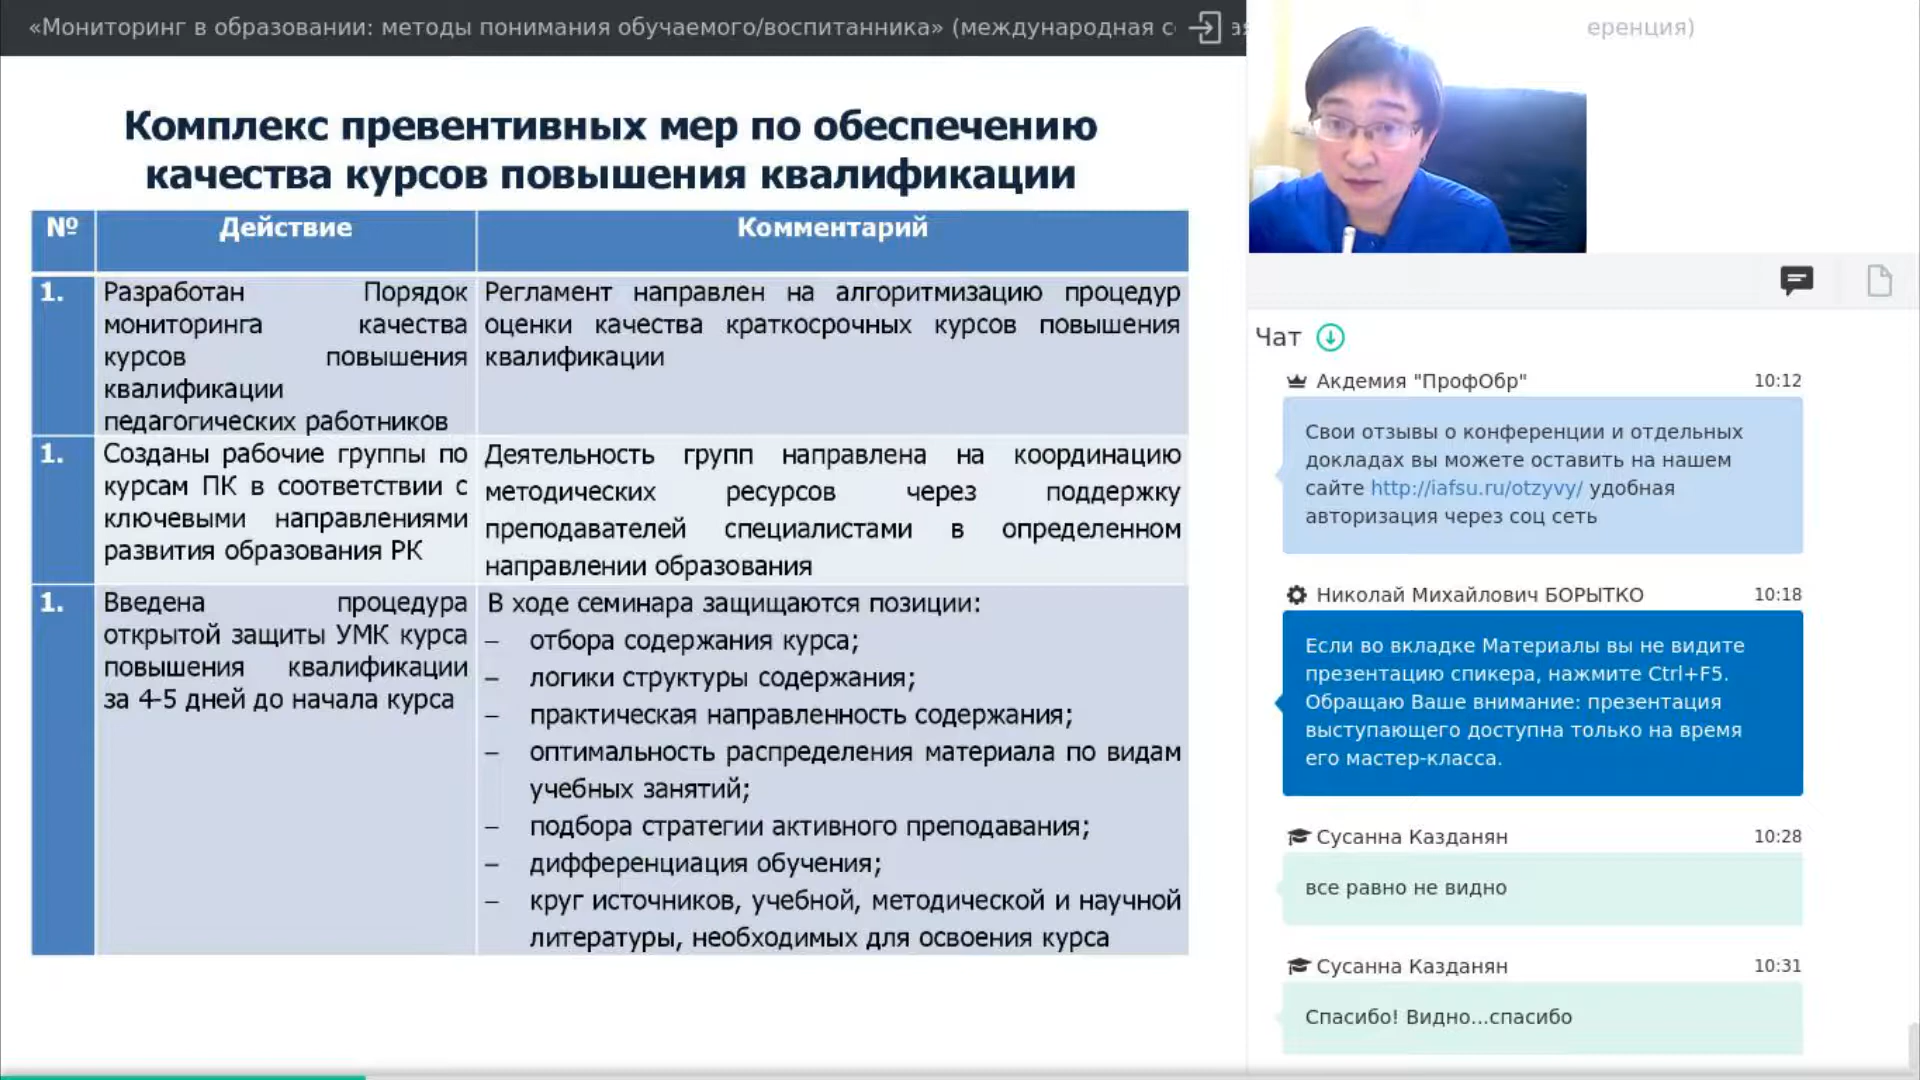 «Мониторинг в образовании: методы понимания обучаемого/воспитанника» (международная с
еренция)
Комплекс превентивных мер по обеспечению
качества курсов повышения квалификации
№ Действие Комментарий
1.
Разработан Порядок
мониторинга качества
курсов повышения
квалификации
педагогических работников
Регламент направлен на алгоритмизацию процедур
оценки качества краткосрочных курсов повышения
квалификации
1.
Созданы рабочие группы по
курсам ПК в соответствии с
ключевыми направлениями
развития образования РК
Деятельность групп направлена на координацию
методических ресурсов через поддержку
преподавателей специалистами в определенном
направлении образования
1.
Введена процедура
открытой защиты УМК курса
повышения квалификации
за 4-5 дней до начала курса
В ходе семинара защищаются позиции:
– отбора содержания курса;
– логики структуры содержания;
– практическая направленность содержания;
– оптимальность распределения материала по видам
учебных занятий;
– подбора стратегии активного преподавания;
– дифференциация обучения;
– круг источников, учебной, методической и научной
литературы, необходимых для освоения курса
Чат
Акдемия "ПрофОбр" 10:12
Свои отзывы о конференции и отдельных
докладах вы можете оставить на нашем
сайте http://iafsu.ru/otzyvy/ удобная
авторизация через соц сеть
Николай Михайлович БОРЫТКО 10:18
Если во вкладке Материалы вы не видите
презентацию спикера, нажмите Ctrl+F5.
Обращаю Ваше внимание: презентация
выступающего доступна только на время
его мастер-класса.
Сусанна Казданян 10:28
все равно не видно
Сусанна Казданян 10:31
Спасибо! Видно...спасибо